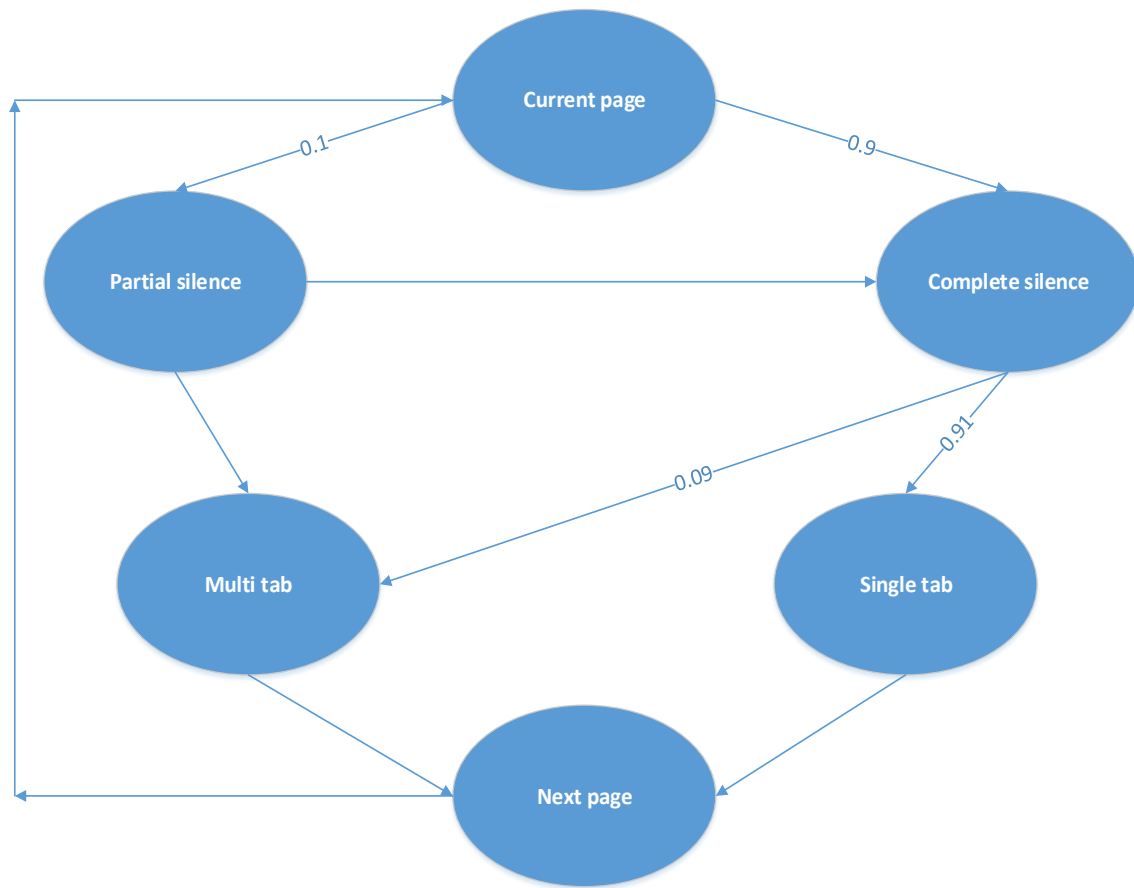 Current page
0.1
0.9
Partial silence
Complete silence
0.91
0.09
Multi tab
Single tab
Next page